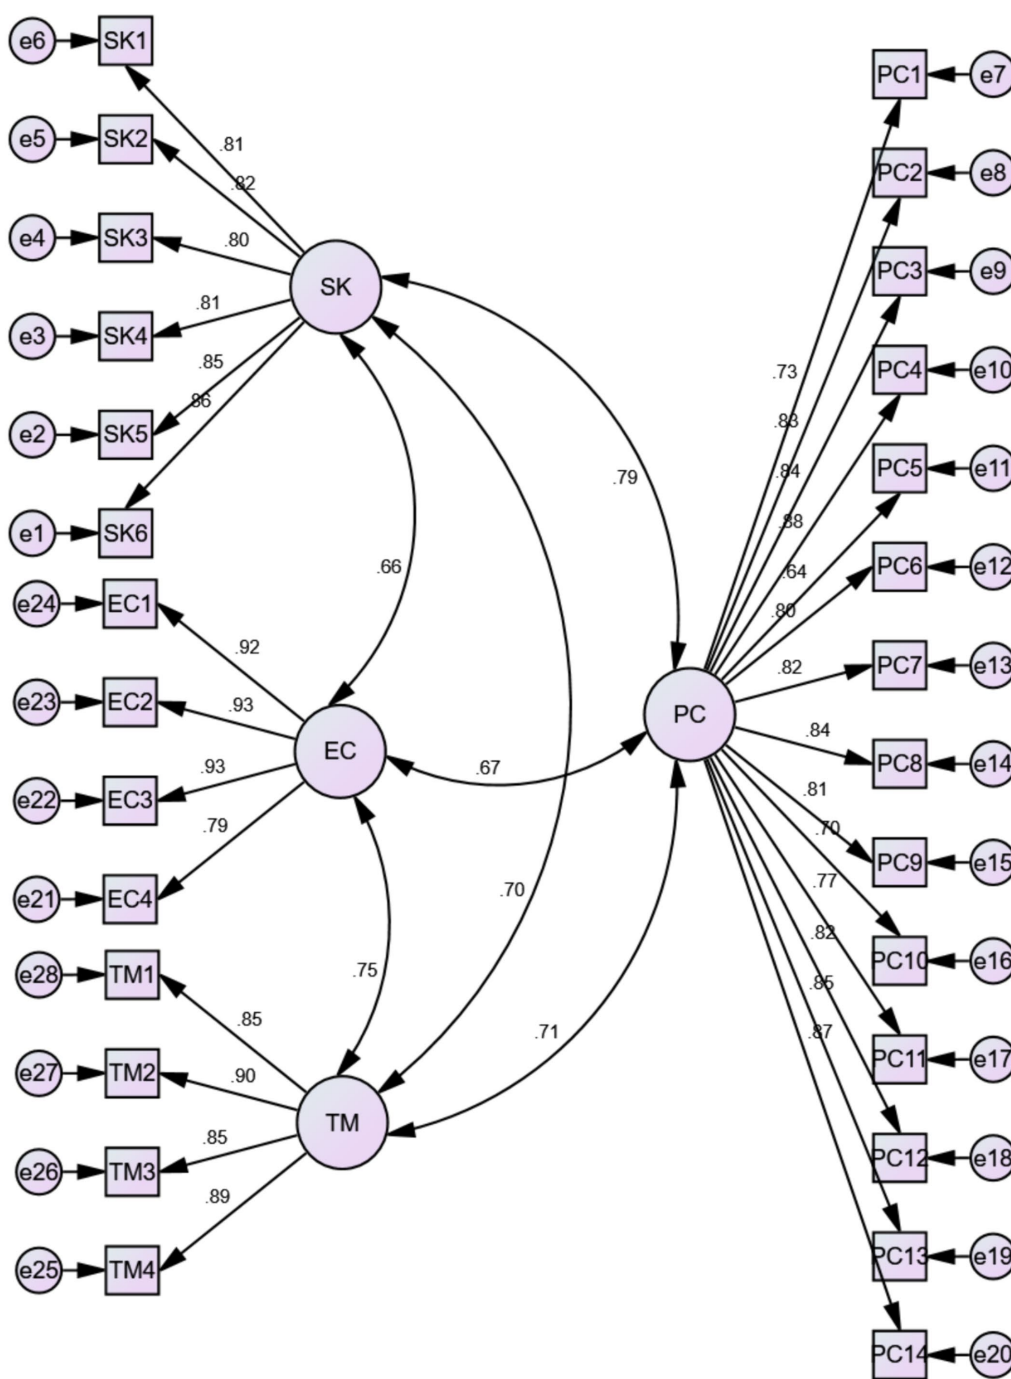 e6
SK1
e5
SK2
e4
SK3
e3
SK4
e2
SK5
e1
SK6
.81
.82
.80
.81
.85
.86
SK
e24
EC1
e23
EC2
e22
EC3
e21
EC4
.92
.93
.93
.79
EC
e28
TM1
e27
TM2
e26
TM3
e25
TM4
.85
.90
.85
.89
TM
.79
.66
.67
.70
.75
.71
PC
.73
.83
.84
.88
.64
.80
.82
.84
.81
.70
.77
.82
.85
.87
PC1
e7
PC2
e8
PC3
e9
PC4
e10
PC5
e11
PC6
e12
PC7
e13
PC8
e14
PC9
e15
PC10
e16
PC11
e17
PC12
e18
PC13
e19
PC14
e20